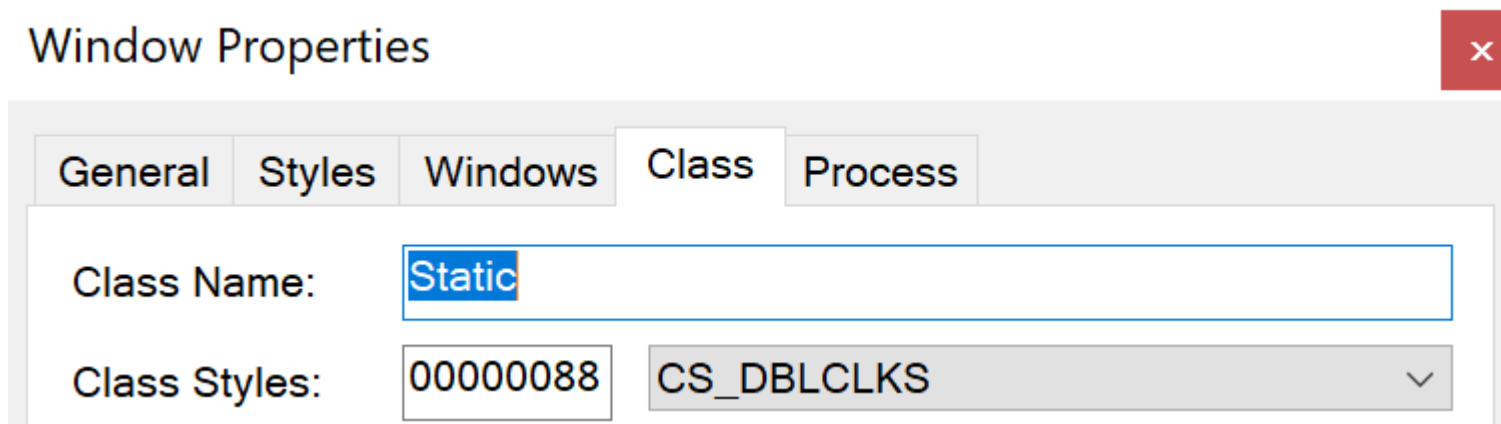 Window Properties
x
General Styles Windows Class Process
Class Name: Static
Class Styles: 00000088 CS_DBLCLKS